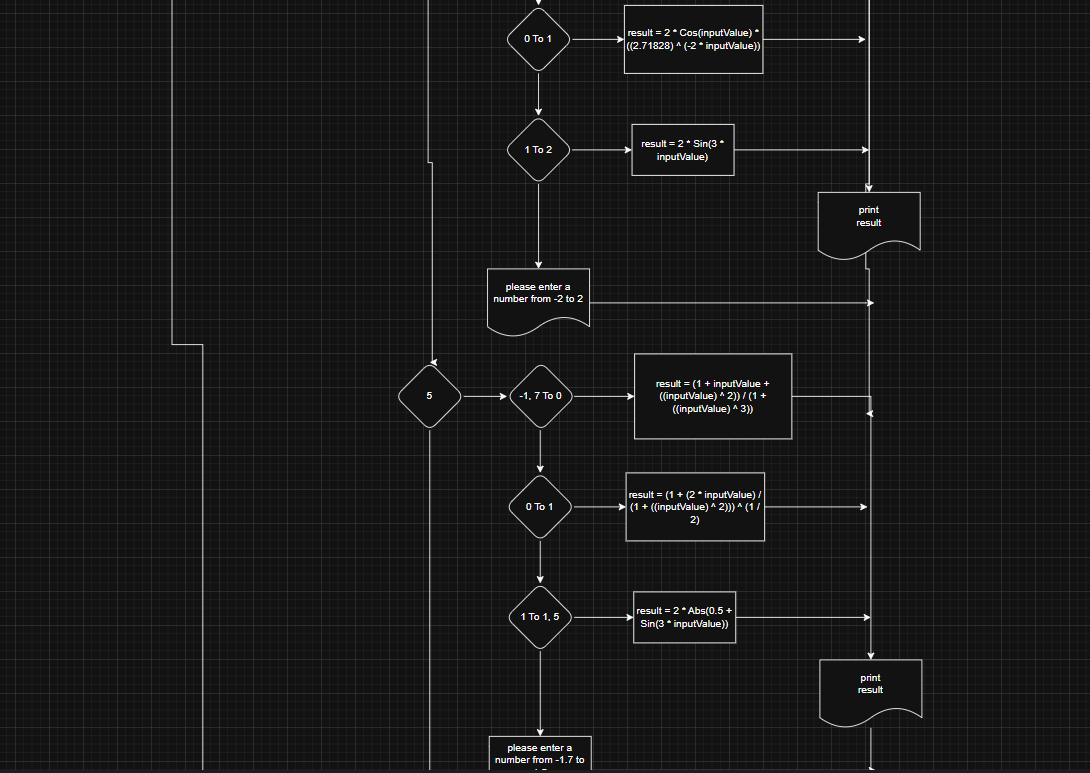 0 To 1
result = 2 * Cos(inputValue) *
((2.71828) ^ (-2 * inputValue))
1 To 2
result = 2 * Sin(3 *
inputValue)
print
result
please enter a
number from -2 to 2
5
-1, 7 To 0
result = (1 + inputValue +
((inputValue) ^ 2)) / (1 +
((inputValue) ^ 3))
0 To 1
result = (1 + (2 * inputValue) /
(1 + ((inputValue) ^ 2))) ^ (1 /
2)
1 To 1, 5
result = 2 * Abs(0.5 +
Sin(3 * inputValue))
print
result
please enter a
number from -1.7 to